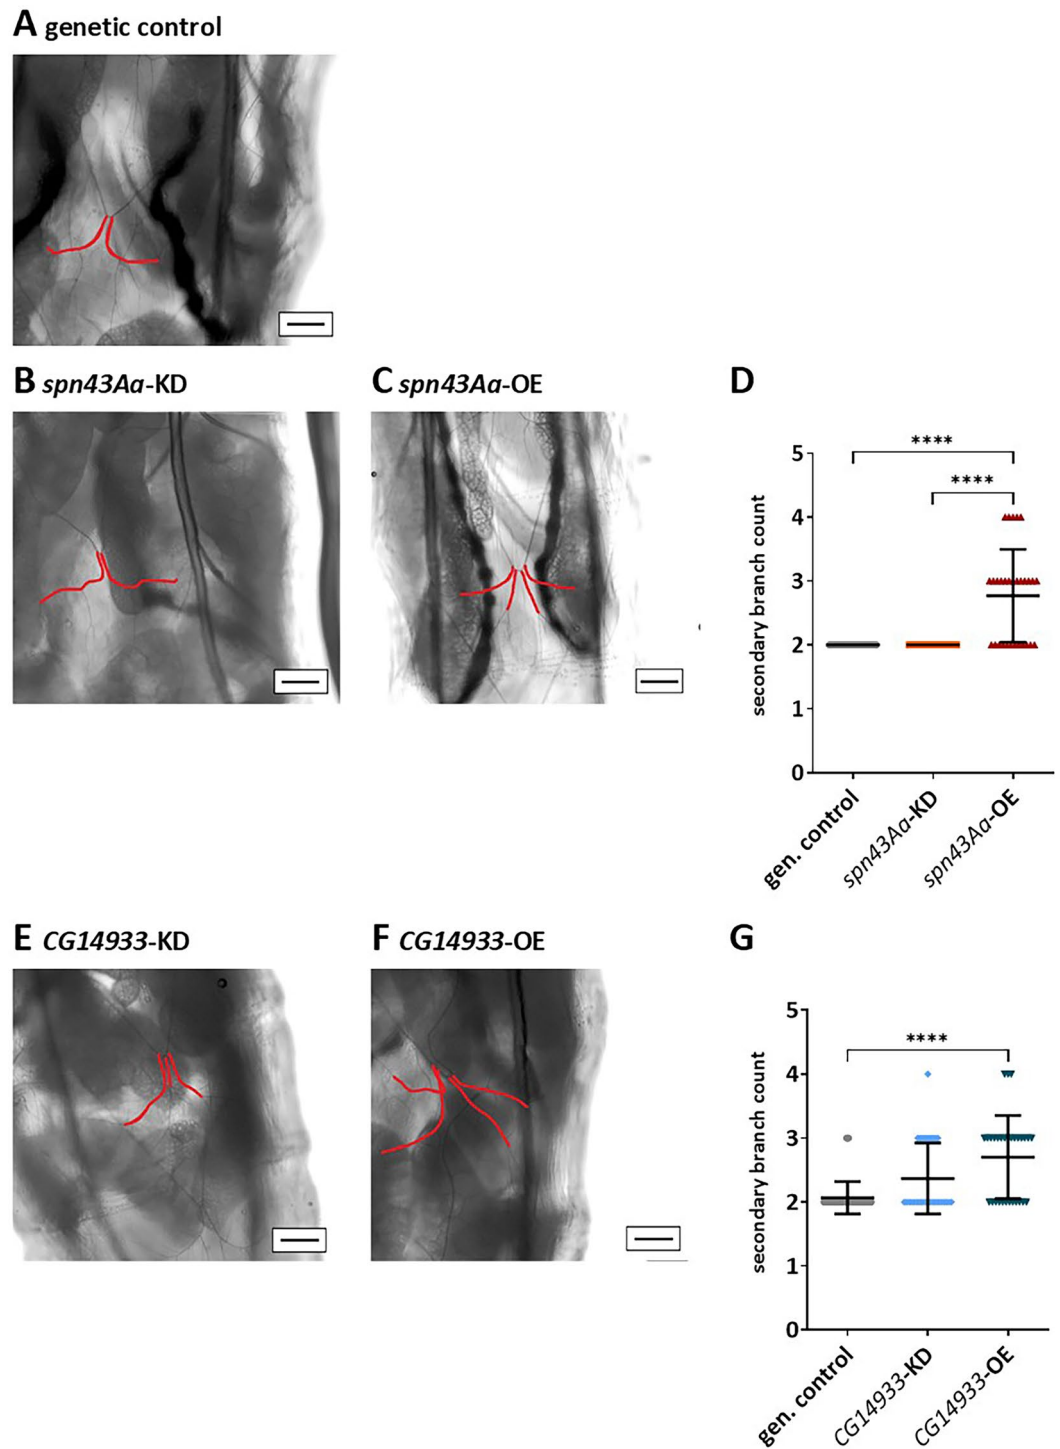 A genetic control
B spn43Aa-KD
C spn43Aa-OE
D
5
4
3
2
1
0
secondary branch count
****
****
gen. control
spn43Aa-KD
spn43Aa-OE
E CG14933-KD
F CG14933-OE
G
5
4
3
2
1
0
secondary branch count
****
gen. control
CG14933-KD
CG14933-OE